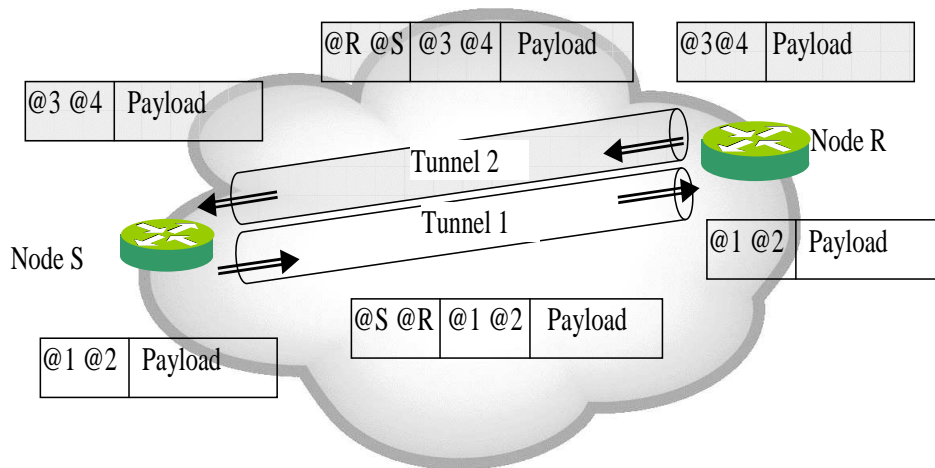 @R @S @3 @4 Payload
@3@4 Payload
@3 @4 Payload
Node R
Tunnel 2
Tunnel 1
@1 @2 Payload
Node S
@S @R @1 @2 Payload
@1 @2 Payload